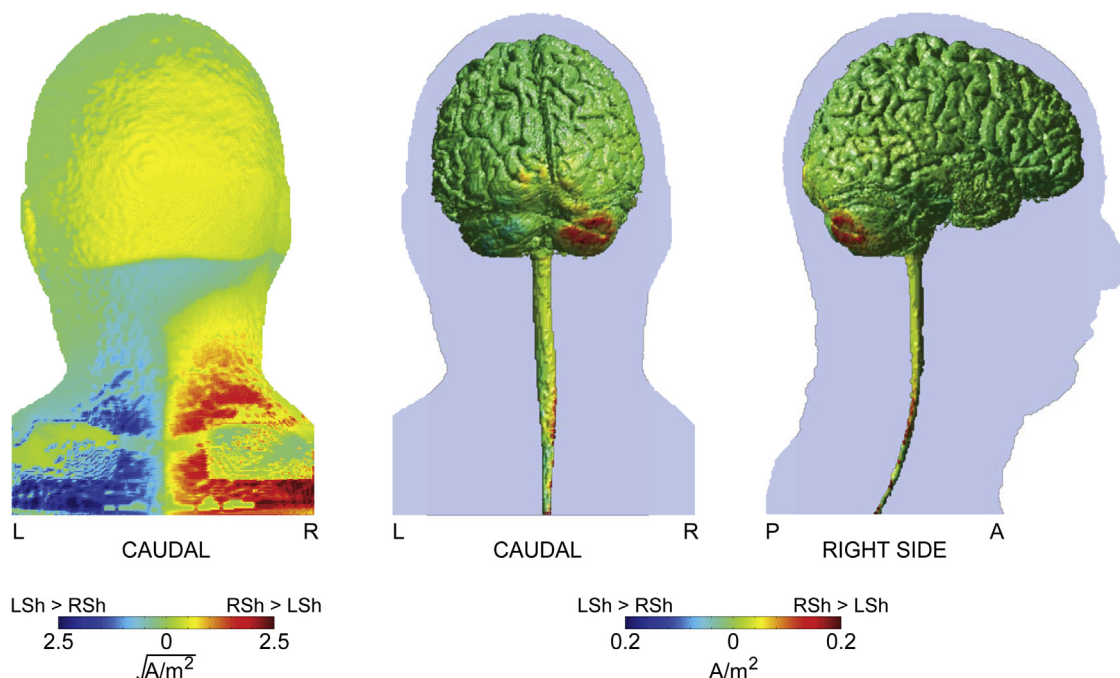 L R
CAUDAL
L R
CAUDAL
P A
RIGHT SIDE
LSh > RSh RSh > LSh
2.5 0 2.5
√A/m²
LSh > RSh RSh > LSh
0.2 0 0.2
A/m²